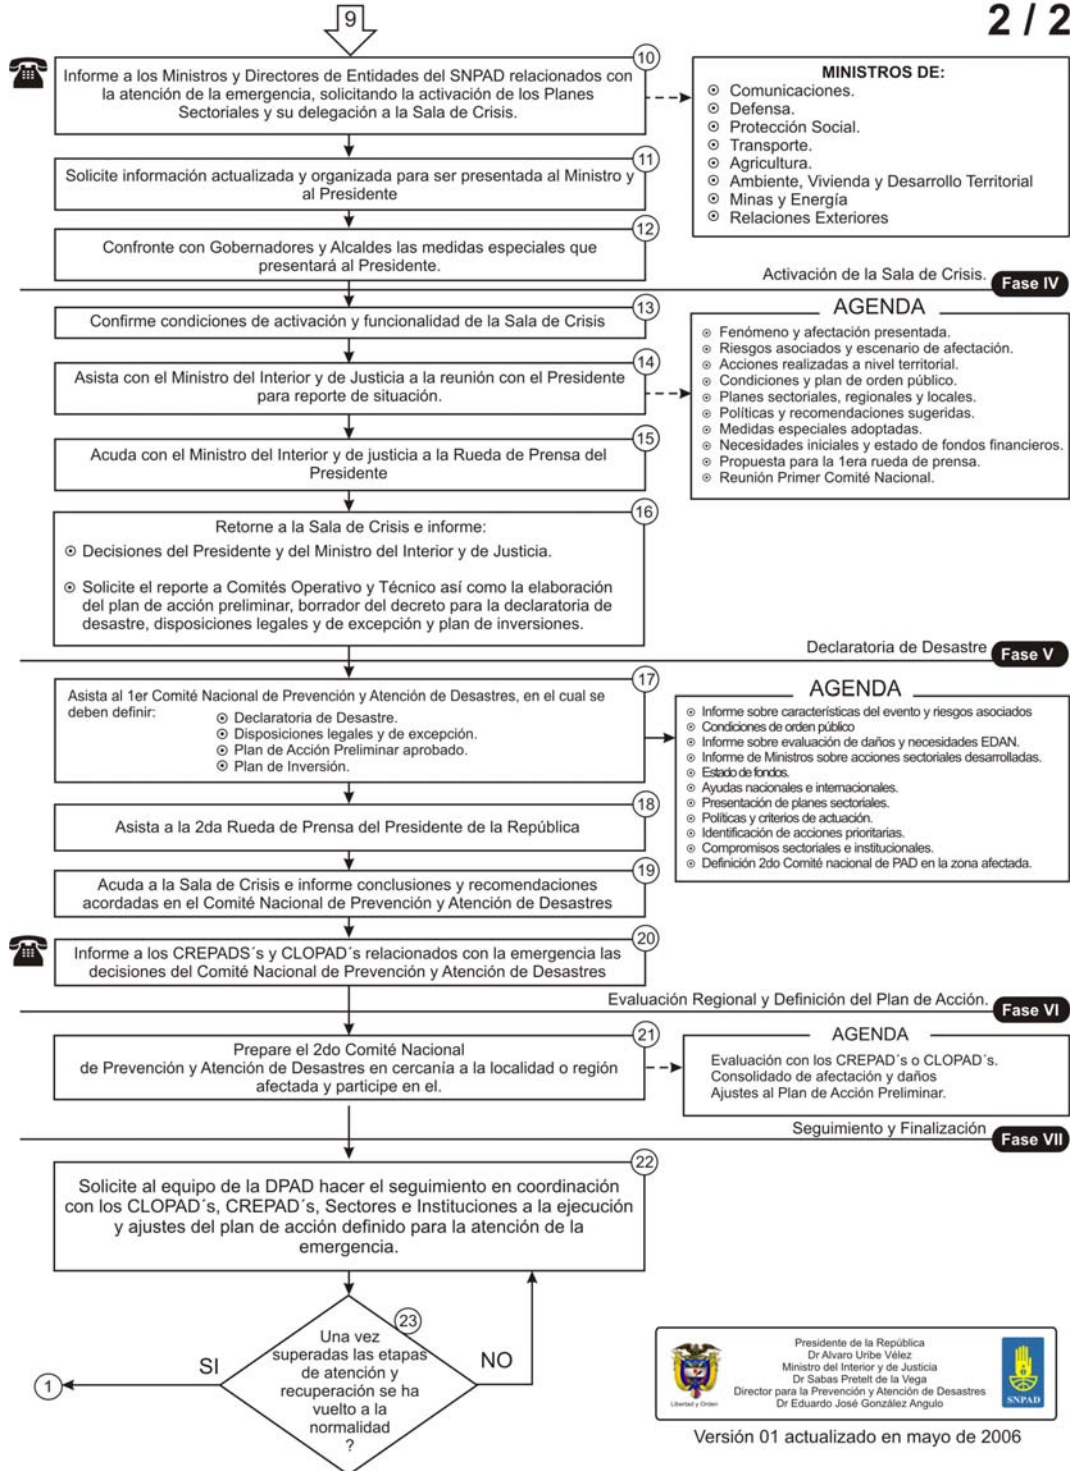 2 / 2
9
10
Informe a los Ministros y Directores de Entidades del SNPAD relacionados con
la atención de la emergencia, solicitando la activación de los Planes
Sectoriales y su delegación a la Sala de Crisis.
MINISTROS DE:
Comunicaciones.
Defensa.
Protección Social.
Transporte.
Agricultura.
Ambiente, Vivienda y Desarrollo Territorial
Minas y Energía
Relaciones Exteriores
11
Solicite información actualizada y organizada para ser presentada al Ministro y
al Presidente
12
Confronte con Gobernadores y Alcaldes las medidas especiales que
presentará al Presidente.
Activación de la Sala de Crisis.
Fase IV
13
Confirme condiciones de activación y funcionalidad de la Sala de Crisis
14
Asista con el Ministro del Interior y de Justicia a la reunión con el Presidente
para reporte de situación.
AGENDA
Fenómeno y afectación presentada.
Riesgos asociados y escenario de afectación.
Acciones realizadas a nivel territorial.
Condiciones y plan de orden público.
Planes sectoriales, regionales y locales.
Políticas y recomendaciones sugeridas.
Medidas especiales adoptadas.
Necesidades iniciales y estado de fondos financieros.
Propuesta para la 1era rueda de prensa.
Reunión Primer Comité Nacional.
15
Acuda con el Ministro del Interior y de justicia a la Rueda de Prensa del
Presidente
16
Retorne a la Sala de Crisis e informe:
Decisiones del Presidente y del Ministro del Interior y de Justicia.
Solicite el reporte a Comités Operativo y Técnico así como la elaboración
del plan de acción preliminar, borrador del decreto para la declaratoria de
desastre, disposiciones legales y de excepción y plan de inversiones.
Declaratoria de Desastre
Fase V
17
Asista al 1er Comité Nacional de Prevención y Atención de Desastres, en el cual se
deben definir:
Declaratoria de Desastre.
Disposiciones legales y de excepción.
Plan de Acción Preliminar aprobado.
Plan de Inversión.
AGENDA
Informe sobre características del evento y riesgos asociados
Condiciones de orden público
Informe sobre evaluación de daños y necesidades EDAN.
Informe de Ministros sobre acciones sectoriales desarrolladas.
Estado de fondos.
Ayudas nacionales e internacionales.
Presentación de planes sectoriales.
Políticas y criterios de actuación.
Identificación de acciones prioritarias.
Compromisos sectoriales e institucionales.
Definición 2do Comité nacional de PAD en la zona afectada.
18
Asista a la 2da Rueda de Prensa del Presidente de la República
19
Acuda a la Sala de Crisis e informe conclusiones y recomendaciones
acordadas en el Comité Nacional de Prevención y Atención de Desastres
20
Informe a los CREPADS´s y CLOPAD´s relacionados con la emergencia las
decisiones del Comité Nacional de Prevención y Atención de Desastres
Evaluación Regional y Definición del Plan de Acción.
Fase VI
21
Prepare el 2do Comité Nacional
de Prevención y Atención de Desastres en cercanía a la localidad o región
afectada y participe en el.
AGENDA
Evaluación con los CREPAD´s o CLOPAD´s.
Consolidado de afectación y daños
Ajustes al Plan de Acción Preliminar.
Seguimiento y Finalización
Fase VII
22
Solicite al equipo de la DPAD hacer el seguimiento en coordinación
con los CLOPAD´s, CREPAD´s, Sectores e Instituciones a la ejecución
y ajustes del plan de acción definido para la atención de la
emergencia.
23
Una vez
superadas las etapas
de atención y
recuperación se ha
vuelto a la
normalidad
?
SI
NO
1
Presidente de la República
Dr Alvaro Uribe Vélez
Ministro del Interior y de Justicia
Dr Sabas Pretelt de la Vega
Director para la Prevención y Atención de Desastres
Dr Eduardo José González Angulo
Libertad y Orden
SNPAD
Versión 01 actualizado en mayo de 2006